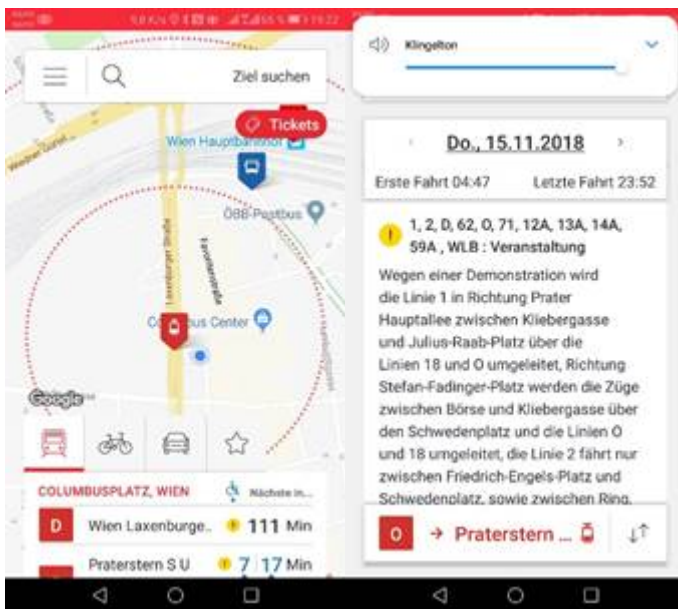 19:22
Ziel suchen
Tickets
Wien Hauptbahnhof
ÖBB-Postbus
Laxenburger Straße
Favoritenstraße
Center
Google
COLUMBUSPLATZ, WIEN
Nächste in...
D Wien Laxenburge.. 111 Min
Praterstern S U 7 17 Min
Klingelton
Do., 15.11.2018
Erste Fahrt 04:47 Letzte Fahrt 23:52
1, 2, D, 62, O, 71, 12A, 13A, 14A,
59A , WLB : Veranstaltung
Wegen einer Demonstration wird
die Linie 1 in Richtung Prater
Hauptallee zwischen Kliebergasse
und Julius-Raab-Platz über die
Linien 18 und O umgeleitet, Richtung
Stefan-Fadinger-Platz werden die Züge
zwischen Börse und Kliebergasse über
den Schwedenplatz und die Linien O
und 18 umgeleitet, die Linie 2 fährt nur
zwischen Friedrich-Engels-Platz und
Schwedenplatz, sowie zwischen Ring,
O → Praterstern ...